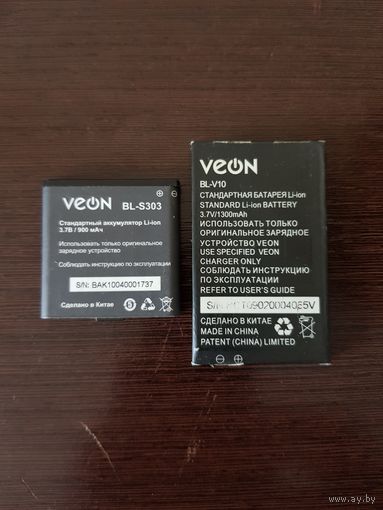 VEON
BL-S303
Стандартный аккумулятор Li-ion
3.7В / 900 мАч
Использовать только оригинальное
зарядное устройство
Соблюдать инструкцию по эксплуатации
S/N: BAK10040001737
Сделано в Китае
VEON
BL-V10
СТАНДАРТНАЯ БАТАРЕЯ Li-ion
STANDARD Li-ion BATTERY
3.7V/1300mAh
ИСПОЛЬЗОВАТЬ ТОЛЬКО
ОРИГИНАЛЬНОЕ ЗАРЯДНОЕ
УСТРОЙСТВО VEON
USE SPECIFIED VEON
CHARGER ONLY
СОБЛЮДАТЬ ИНСТРУКЦИЮ
ПО ЭКСПЛУАТАЦИИ
REFER TO USER'S GUIDE
S/N:
СДЕЛАНО В КИТАЕ
MADE IN CHINA
PATENT (CHINA) LIMITED
www.ay.by